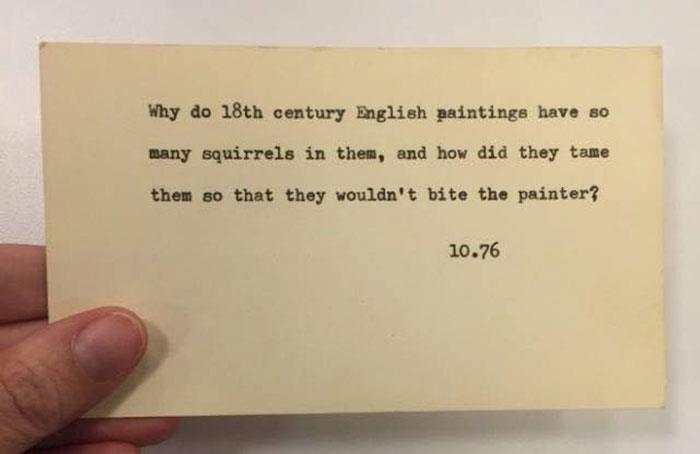 Why do 18th century English paintings have so
many squirrels in them, and how did they tame
them so that they wouldn't bite the painter?
10.76